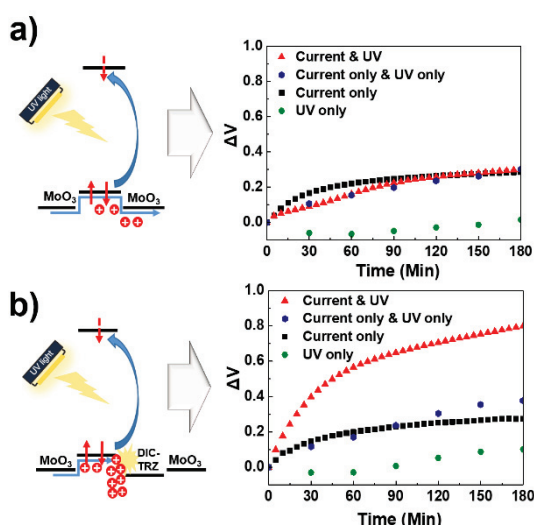 a)
UV light
MoO₃
MoO₃
ΔV
1.0
0.8
0.6
0.4
0.2
0.0
Current & UV
Current only & UV only
Current only
UV only
0 30 60 90 120 150 180
Time (Min)
b)
UV light
MoO₃
DIC-
TRZ
MoO₃
ΔV
1.0
0.8
0.6
0.4
0.2
0.0
Current & UV
Current only & UV only
Current only
UV only
0 30 60 90 120 150 180
Time (Min)